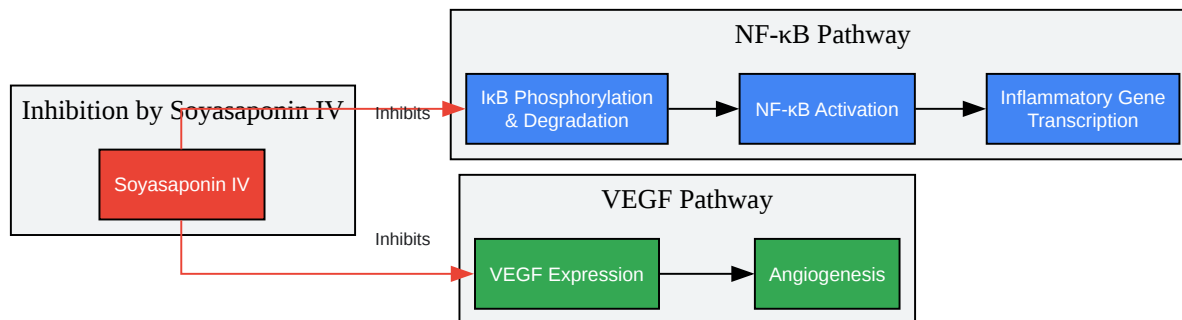 NF-κB Pathway
Inhibition by Soyasaponin IV
Inhibits
IκB Phosphorylation
& Degradation
NF-κB Activation
Inflammatory Gene
Transcription
Soyasaponin IV
VEGF Pathway
Inhibits
VEGF Expression
Angiogenesis